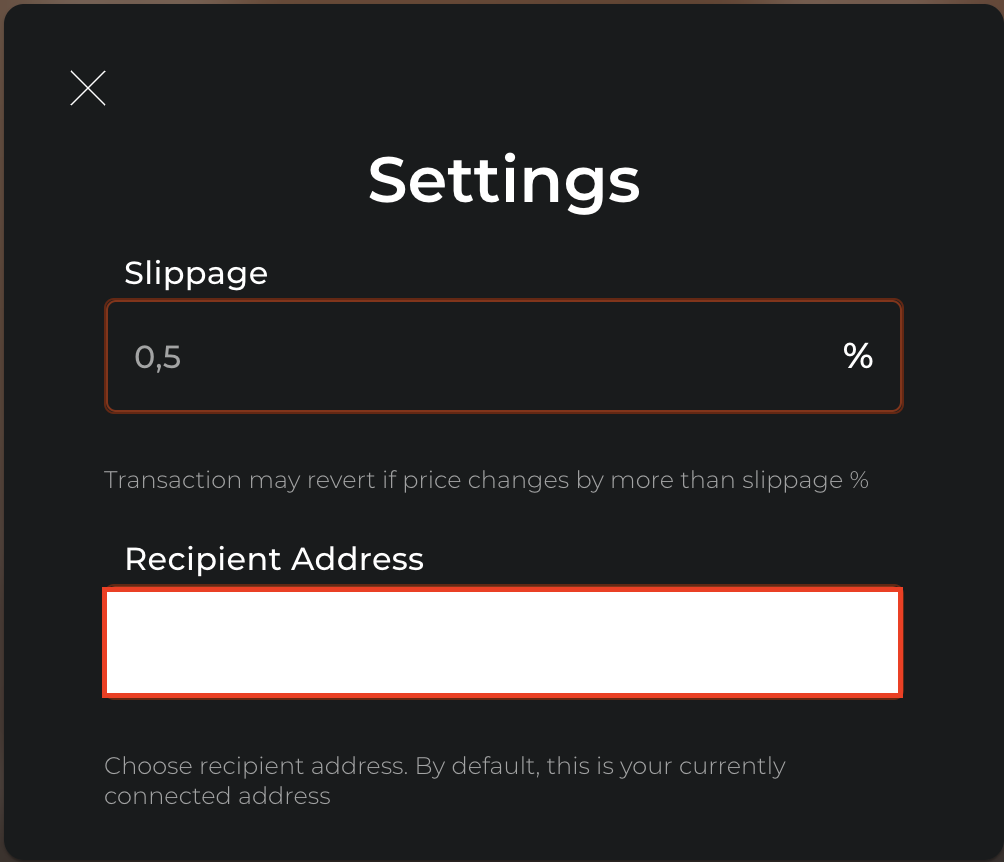 Settings
Slippage
0,5 %
Transaction may revert if price changes by more than slippage %
Recipient Address
Choose recipient address. By default, this is your currently
connected address